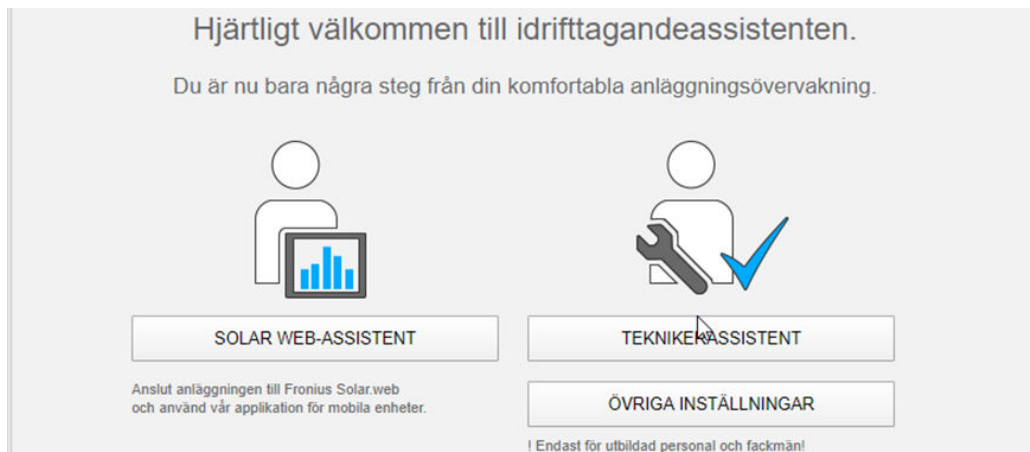 Hjärtligt välkommen till idrifttagandeassistenten.
Du är nu bara några steg från din komfortabla anläggningsövervakning.
SOLAR WEB-ASSISTENT
TEKNIKERASSISTENT
Anslut anläggningen till Fronius Solar.web
och använd vår applikation för mobila enheter.
ÖVRIGA INSTÄLLNINGAR
! Endast för utbildad personal och fackmän!